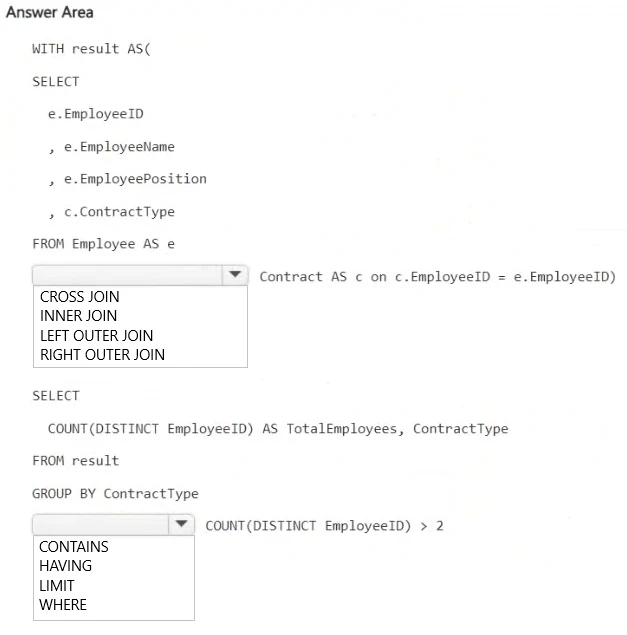 Answer Area
WITH result AS(
SELECT
e.EmployeeID
, e.EmployeeName
, e.EmployeePosition
, c.ContractType
FROM Employee AS e
Contract AS c on c.EmployeeID = e.EmployeeID)
CROSS JOIN
INNER JOIN
LEFT OUTER JOIN
RIGHT OUTER JOIN
SELECT
COUNT(DISTINCT EmployeeID) AS TotalEmployees, ContractType
FROM result
GROUP BY ContractType
COUNT(DISTINCT EmployeeID) > 2
CONTAINS
HAVING
LIMIT
WHERE